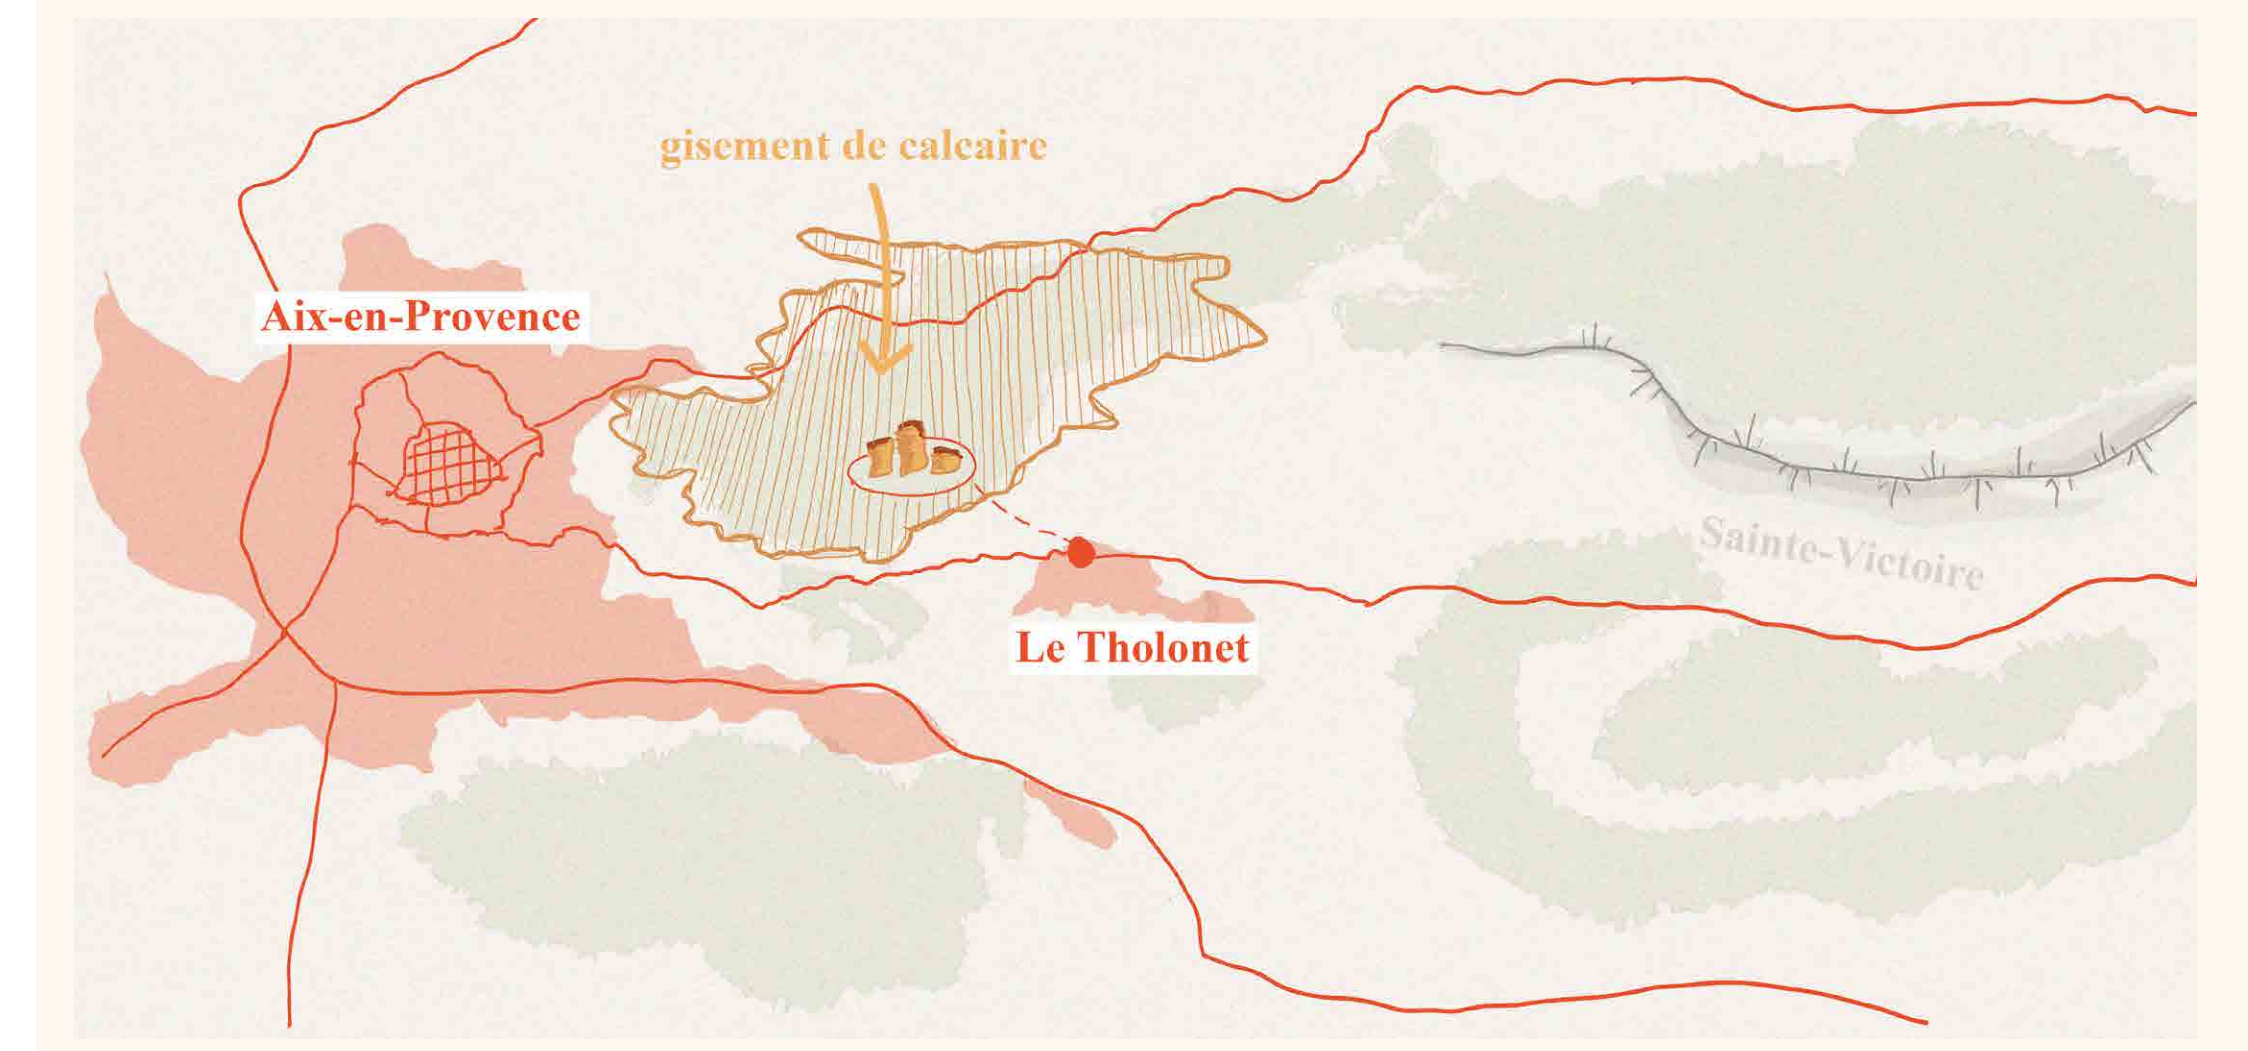 gisement de calcaire
Aix-en-Provence
Sainte-Victoire
Le Tholonet